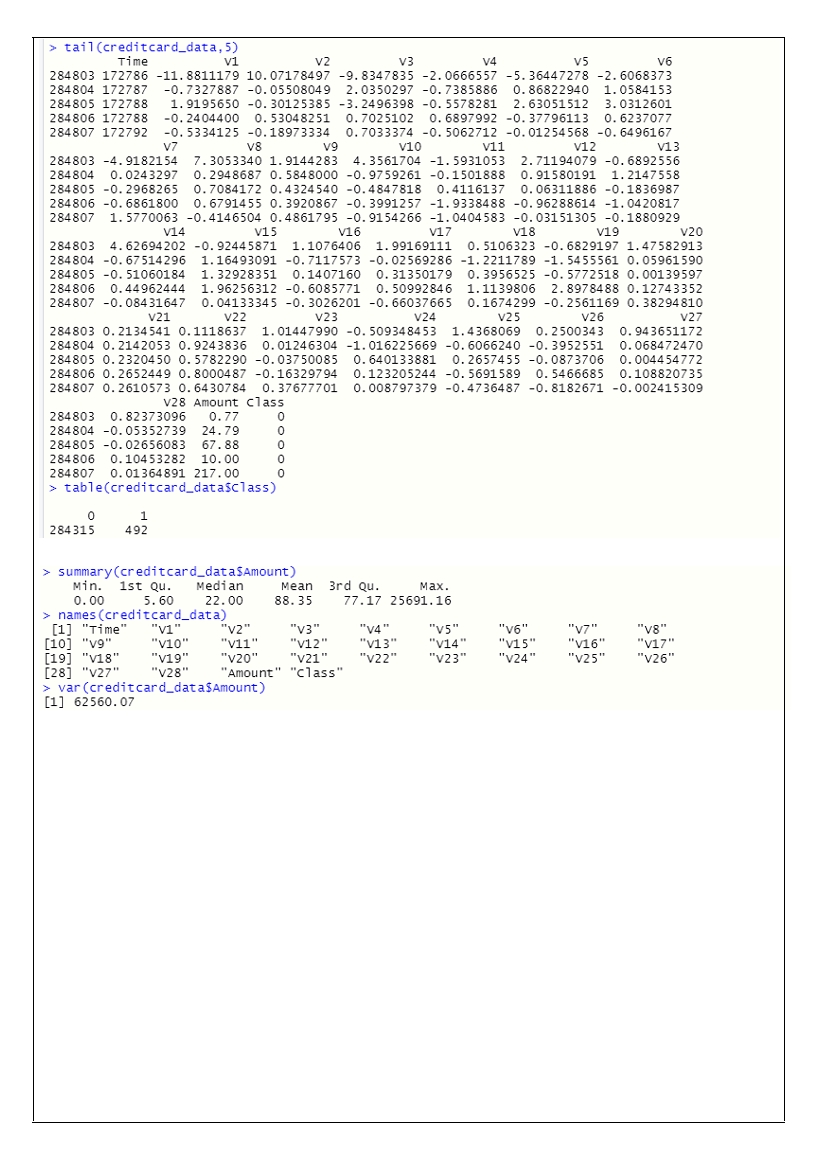 > tail(creditcard_data,5)
Time V1 V2 V3 V4 V5 V6
284803 172786 -11.8811179 10.07178497 -9.8347835 -2.0666557 -5.36447278 -2.6068373
284804 172787 -0.7327887 -0.05508049 2.0350297 -0.7385886 0.86822940 1.0584153
284805 172788 1.9195650 -0.30125385 -3.2496398 -0.5578281 2.63051512 3.0312601
284806 172788 -0.2404400 0.53048251 0.7025102 0.6897992 -0.37796113 0.6237077
284807 172792 -0.5334125 -0.18973334 0.7033374 -0.5062712 -0.01254568 -0.6496167
V7 V8 V9 V10 V11 V12 V13
284803 -4.9182154 7.3053340 1.9144283 4.3561704 -1.5931053 2.71194079 -0.6892556
284804 0.0243297 0.2948687 0.5848000 -0.9759261 -0.1501888 0.91580191 1.2147558
284805 -0.2968265 0.7084172 0.4324540 -0.4847818 0.4116137 0.06311886 -0.1836987
284806 -0.6861800 0.6791455 0.3920867 -0.3991257 -1.9338488 -0.96288614 -1.0420817
284807 1.5770063 -0.4146504 0.4861795 -0.9154266 -1.0404583 -0.03151305 -0.1880929
V14 V15 V16 V17 V18 V19 V20
284803 4.62694202 -0.92445871 1.1076406 1.99169111 0.5106323 -0.6829197 1.47582913
284804 -0.67514296 1.16493091 -0.7117573 -0.02569286 -1.2211789 -1.5455561 0.05961590
284805 -0.51060184 1.32928351 0.1407160 0.31350179 0.3956525 -0.5772518 0.00139597
284806 0.44962444 1.96256312 -0.6085771 0.50992846 1.1139806 2.8978488 0.12743352
284807 -0.08431647 0.04133345 -0.3026201 -0.66037665 0.1674299 -0.2561169 0.38294810
V21 V22 V23 V24 V25 V26 V27
284803 0.2134541 0.1118637 1.01447990 -0.509348453 1.4368069 0.2500343 0.943651172
284804 0.2142053 0.9243836 0.01246304 -1.016225669 -0.6066240 -0.3952551 0.068472470
284805 0.2320450 0.5782290 -0.03750085 0.640133881 0.2657455 -0.0873706 0.004454772
284806 0.2652449 0.8000487 -0.16329794 0.123205244 -0.5691589 0.5466685 0.108820735
284807 0.2610573 0.6430784 0.37677701 0.008797379 -0.4736487 -0.8182671 -0.002415309
V28 Amount Class
284803 0.82373096 0.77 0
284804 -0.05352739 24.79 0
284805 -0.02656083 67.88 0
284806 0.10453282 10.00 0
284807 0.01364891 217.00 0
> table(creditcard_data$Class)
0 1
284315 492
> summary(creditcard_data$Amount)
Min. 1st Qu. Median Mean 3rd Qu. Max.
0.00 5.60 22.00 88.35 77.17 25691.16
> names(creditcard_data)
[1] "Time" "V1" "V2" "V3" "V4" "V5" "V6" "V7" "V8"
[10] "V9" "V10" "V11" "V12" "V13" "V14" "V15" "V16" "V17"
[19] "V18" "V19" "V20" "V21" "V22" "V23" "V24" "V25" "V26"
[28] "V27" "V28" "Amount" "Class"
> var(creditcard_data$Amount)
[1] 62560.07